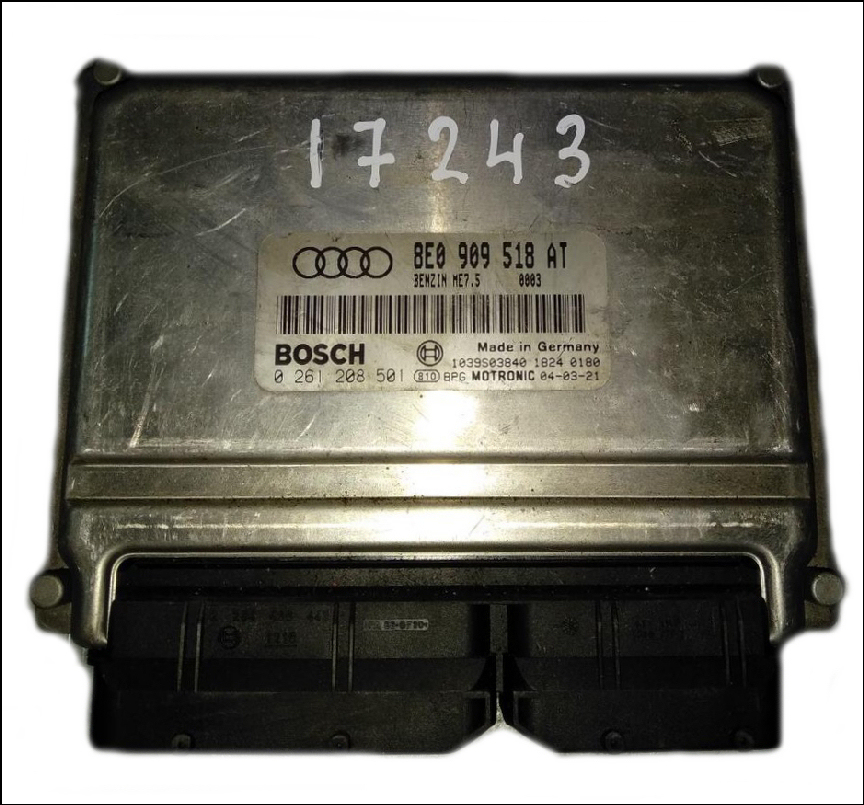 17243
8E0 909 518 AT
BENZIN ME7.5 0003
BOSCH
Made in Germany
1039S03840 1824 0180
0 261 208 501 810 BPG MOTRONIC 04-03-21